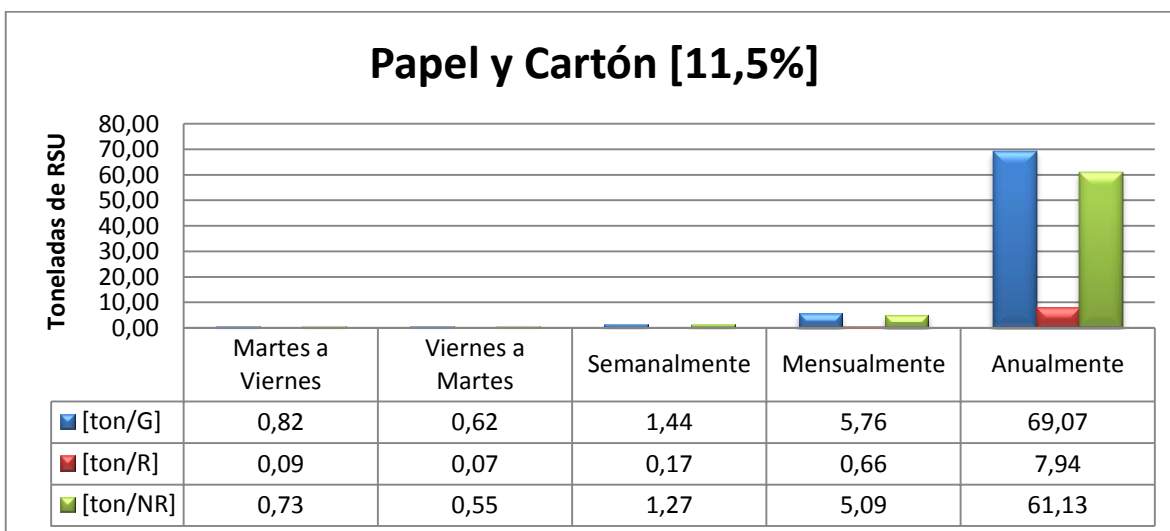 Papel y Cartón [11,5%]
Toneladas de RSU
80,00
70,00
60,00
50,00
40,00
30,00
20,00
10,00
0,00
Martes a Viernes Viernes a Martes Semanalmente Mensualmente Anualmente
[ton/G] 0,82 0,62 1,44 5,76 69,07
[ton/R] 0,09 0,07 0,17 0,66 7,94
[ton/NR] 0,73 0,55 1,27 5,09 61,13